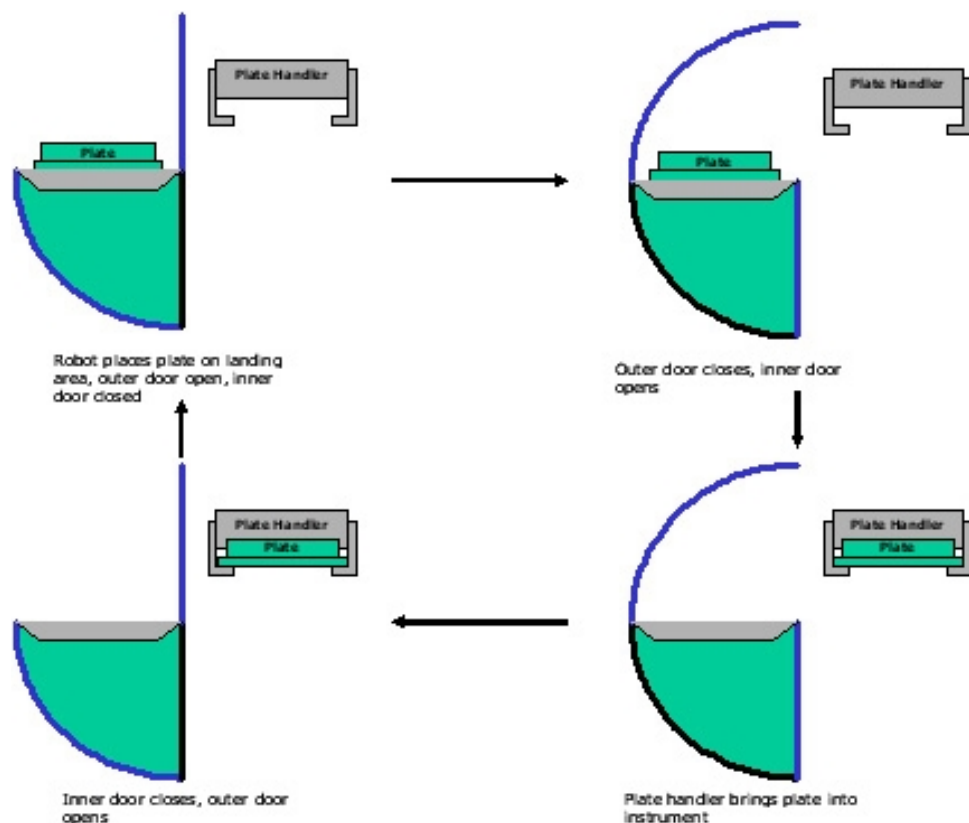 Plate Handler
Plate
Robot places plate on landing
area, outer door open, inner
door closed
Plate Handler
Plate
Outer door closes, inner door
opens
Plate Handler
Plate
Inner door closes, outer door
opens
Plate Handler
Plate
Plate handler brings plate into
instrument